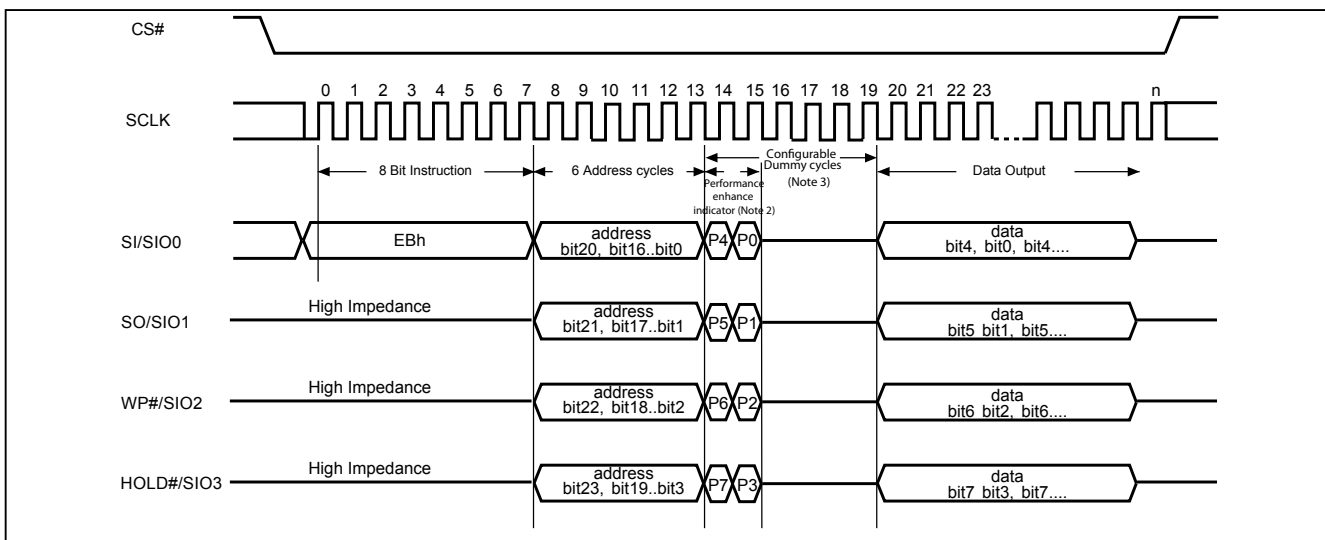 CS#
0 1 2 3 4 5 6 7 8 9 10 11 12 13 14 15 16 17 18 19 20 21 22 23 n
SCLK
8 Bit Instruction
6 Address cycles
Configurable
Dummy cycles
(Note 3)
Performance
enhance
indicator (Note 2)
Data Output
SI/SIO0
EBh
address
bit20, bit16..bit0
P4 P0
data
bit4, bit0, bit4....
SO/SIO1
High Impedance
address
bit21, bit17..bit1
P5 P1
data
bit5 bit1, bit5....
WP#/SIO2
High Impedance
address
bit22, bit18..bit2
P6 P2
data
bit6 bit2, bit6....
HOLD#/SIO3
High Impedance
address
bit23, bit19..bit3
P7 P3
data
bit7 bit3, bit7....